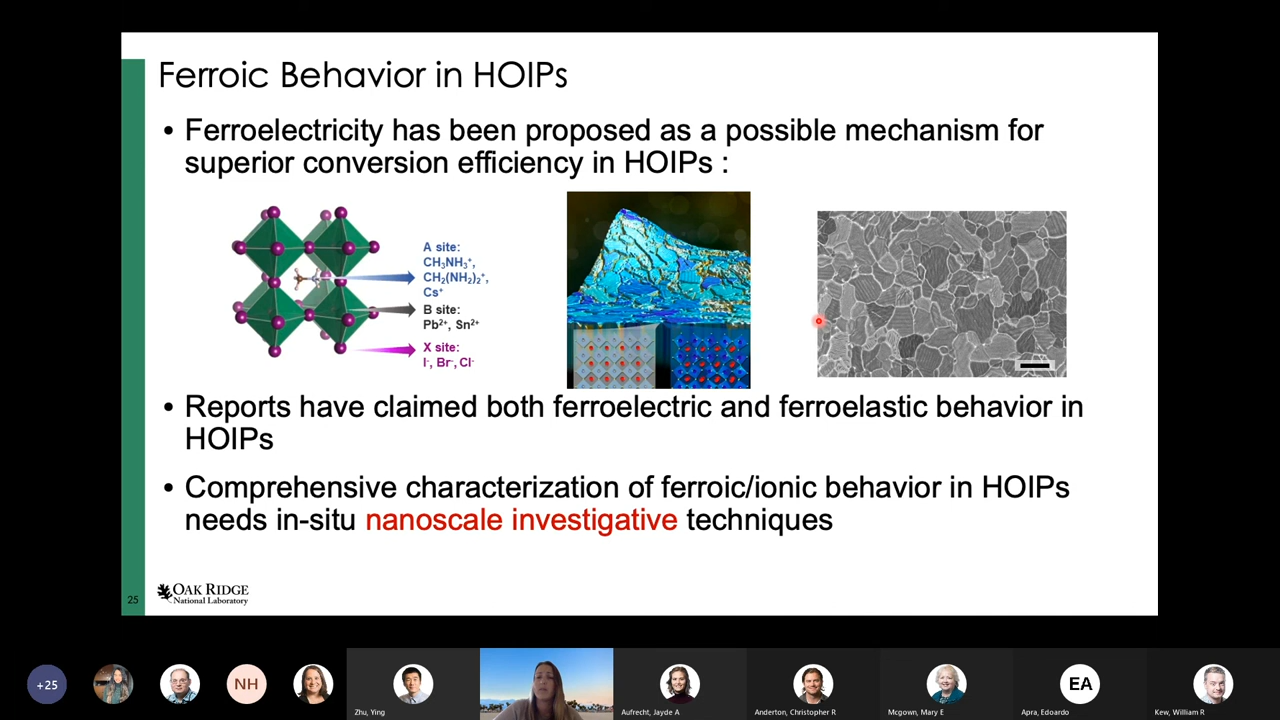 Ferroic Behavior in HOIPs
• Ferroelectricity has been proposed as a possible mechanism for
superior conversion efficiency in HOIPs :
A site:
CH₃NH₃⁺,
CH₂(NH₂)₂⁺,
Cs⁺
B site:
Pb²⁺, Sn²⁺
X site:
I⁻, Br⁻, Cl⁻
• Reports have claimed both ferroelectric and ferroelastic behavior in
HOIPs
• Comprehensive characterization of ferroic/ionic behavior in HOIPs
needs in-situ nanoscale investigative techniques
25
OAK RIDGE
National Laboratory
+25
NH
EA
Zhu, Ying
Aufrecht, Jayde A
Anderton, Christopher R
Mcgown, Mary E
Apra, Edoardo
Kew, William R